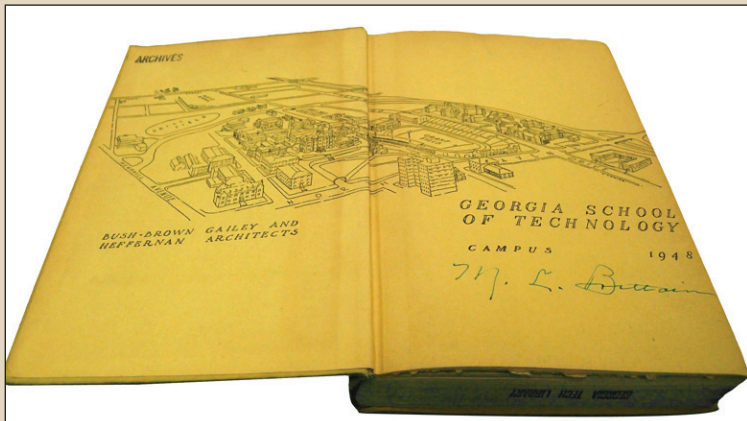 ARCHIVES
BUSH-BROWN GAILEY AND
HEFFERNAN ARCHITECTS
GEORGIA SCHOOL
OF TECHNOLOGY
CAMPUS 1948
M. L. Brittain
GEORGIA TECH LIBRARY